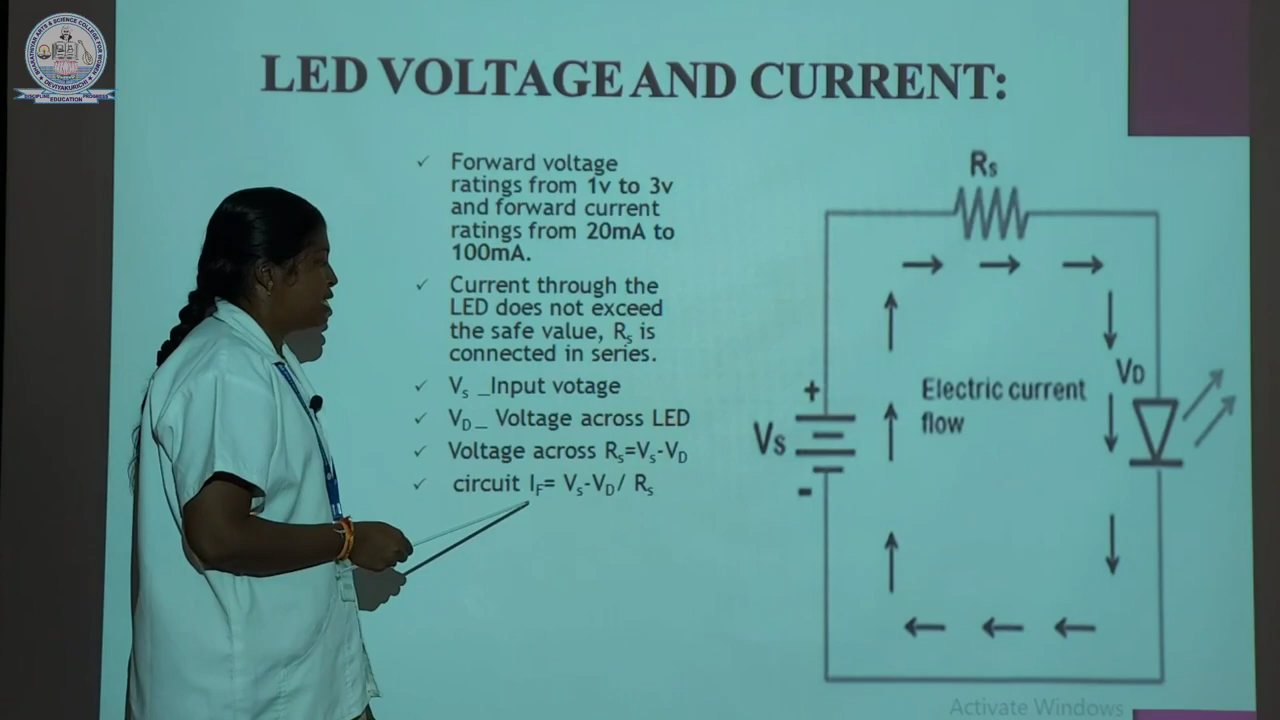 LED VOLTAGE AND CURRENT:
✓ Forward voltage
ratings from 1v to 3v
and forward current
ratings from 20mA to
100mA.
✓ Current through the
LED does not exceed
the safe value, Rs is
connected in series.
✓ Vs _Input votage
✓ VD_ Voltage across LED
✓ Voltage across Rs=Vs-VD
✓ circuit IF= Vs-VD/ Rs
Rs
VD
Electric current
flow
+
Vs
-
Activate Windows
EDUCATION